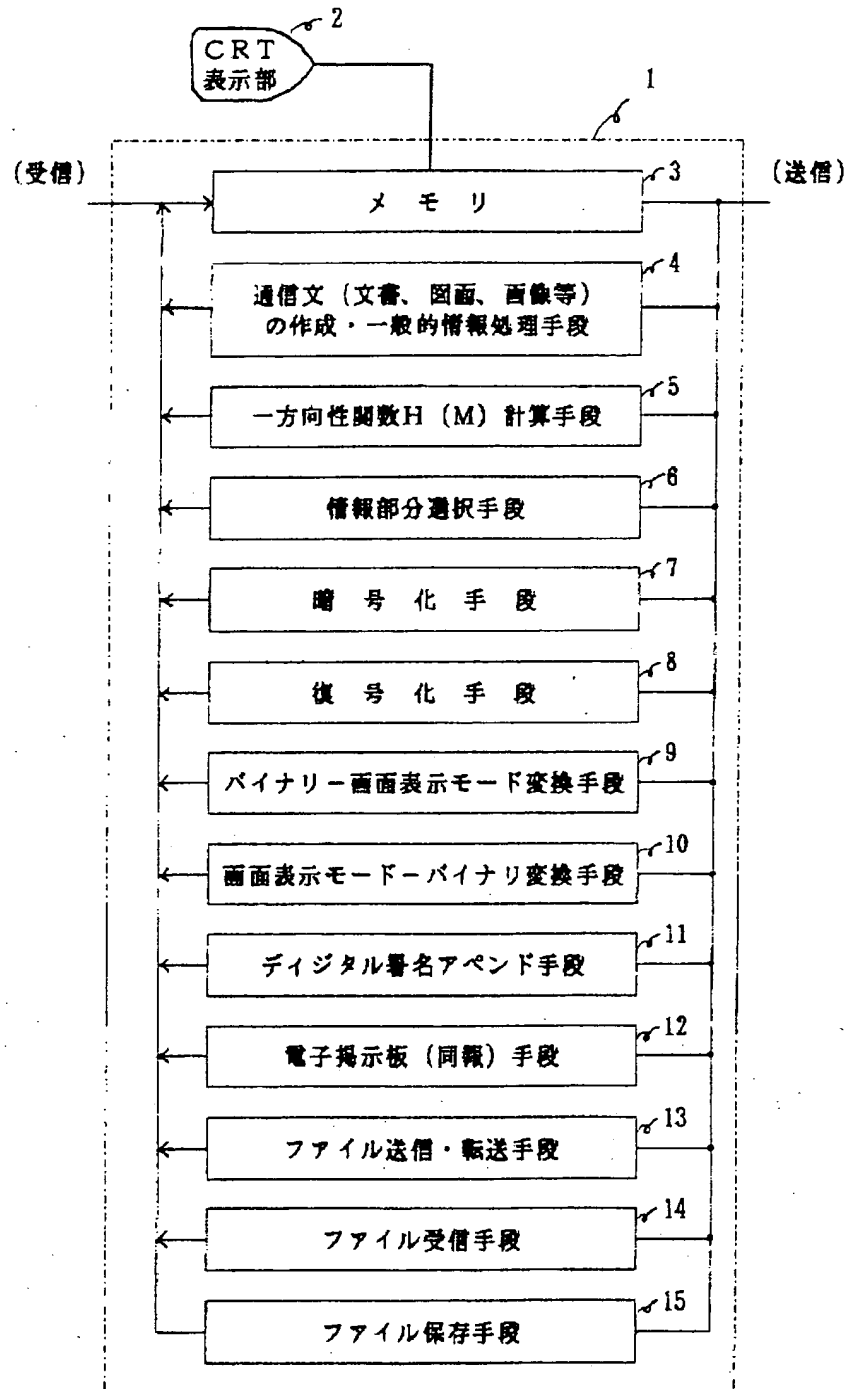 2
CRT
表示部
1
(受信)
(送信)
3
メモリ
4
通信文(文書、図面、画像等)
の作成・一般的情報処理手段
5
一方向性関数H(M)計算手段
6
情報部分選択手段
7
暗号化手段
8
復号化手段
9
バイナリー画面表示モード変換手段
10
画面表示モードーバイナリ変換手段
11
ディジタル署名アペンド手段
12
電子掲示板(同報)手段
13
ファイル送信・転送手段
14
ファイル受信手段
15
ファイル保存手段